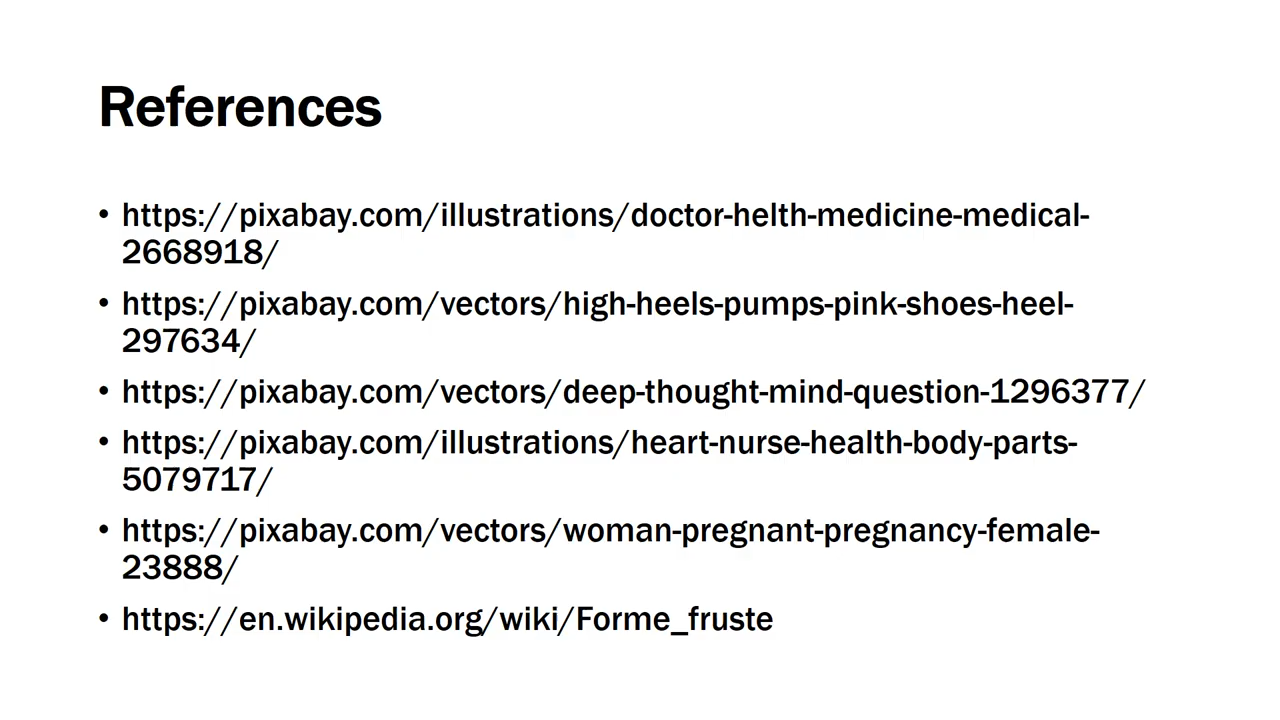 References
• https://pixabay.com/illustrations/doctor-helth-medicine-medical-
2668918/
• https://pixabay.com/vectors/high-heels-pumps-pink-shoes-heel-
297634/
• https://pixabay.com/vectors/deep-thought-mind-question-1296377/
• https://pixabay.com/illustrations/heart-nurse-health-body-parts-
5079717/
• https://pixabay.com/vectors/woman-pregnant-pregnancy-female-
23888/
• https://en.wikipedia.org/wiki/Forme_fruste